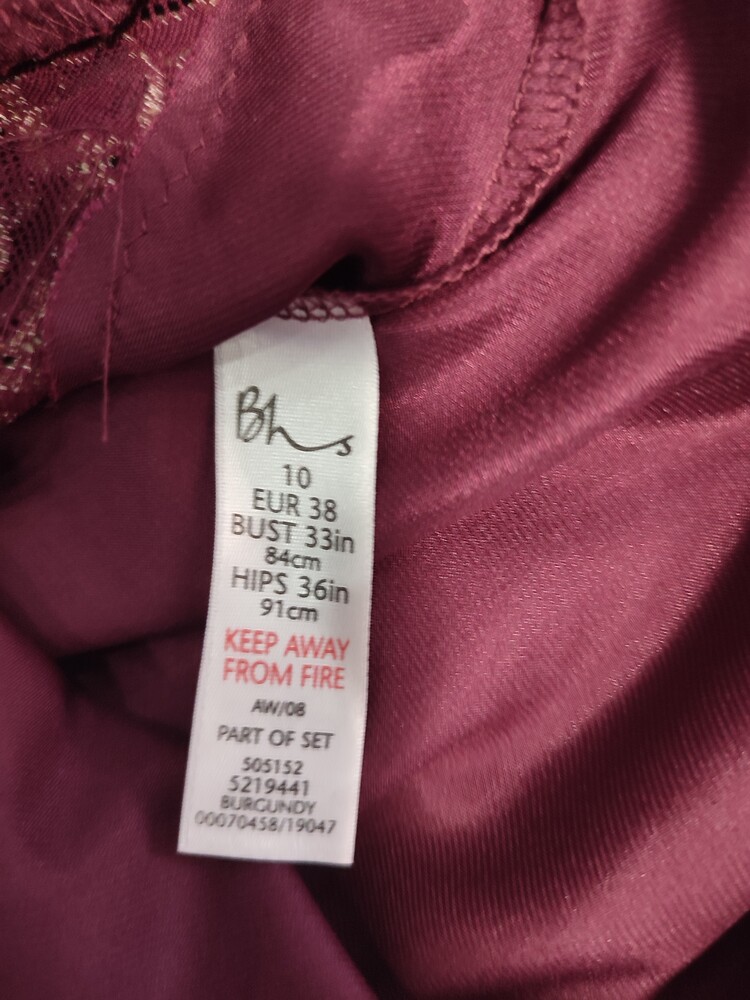 Bhs
10
EUR 38
BUST 33in
84cm
HIPS 36in
91cm
KEEP AWAY
FROM FIRE
AW/08
PART OF SET
505152
5219441
BURGUNDY
00070458/19047